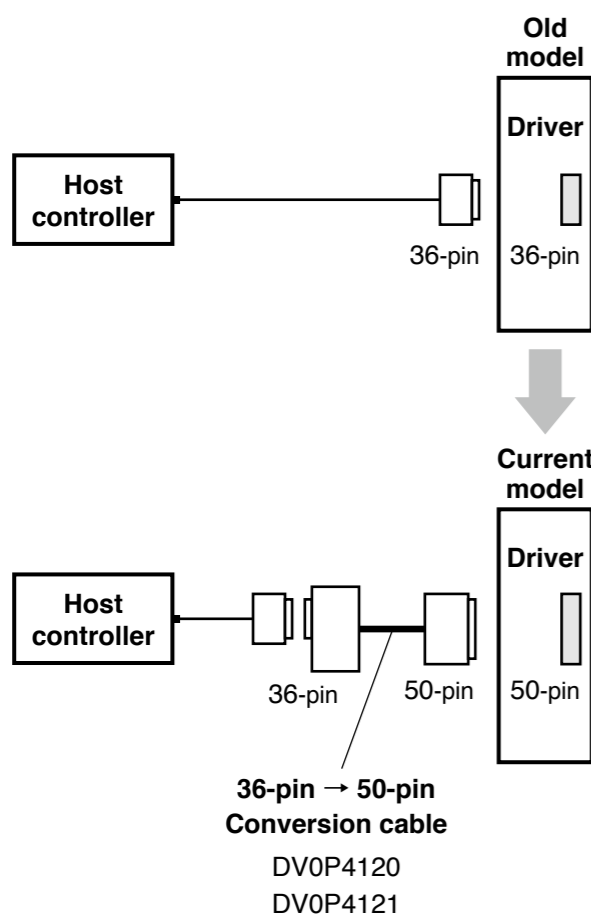 Old
model
Driver
Host
controller
36-pin
36-pin
Current
model
Driver
Host
controller
36-pin
50-pin
50-pin
36-pin → 50-pin
Conversion cable
DV0P4120
DV0P4121